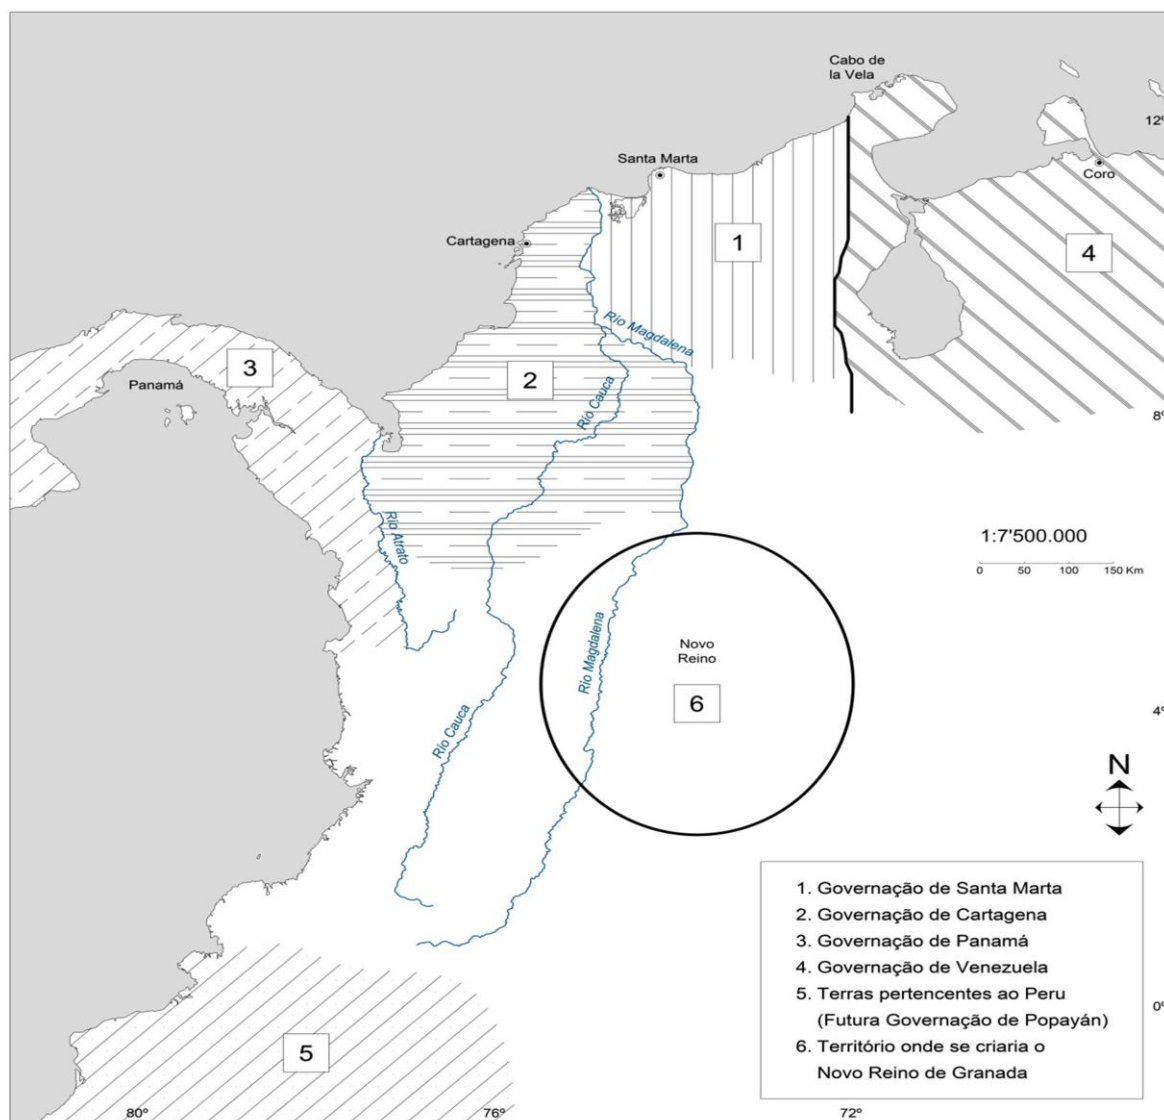 Cabo de
la Vela
12º
Santa Marta
Coro
Cartagena
1
4
Río Magdalena
3
Panamá
2
Río Cauca
8º
Río Atrato
1:7'500.000
0 50 100 150 Km
Río Magdalena
Novo
Reino
6
Río Cauca
4º
N
1. Governação de Santa Marta
2. Governação de Cartagena
3. Governação de Panamá
4. Governação de Venezuela
5. Terras pertencentes ao Peru
(Futura Governação de Popayán)
6. Território onde se criaria o
Novo Reino de Granada
0º
5
80º
76º
72º